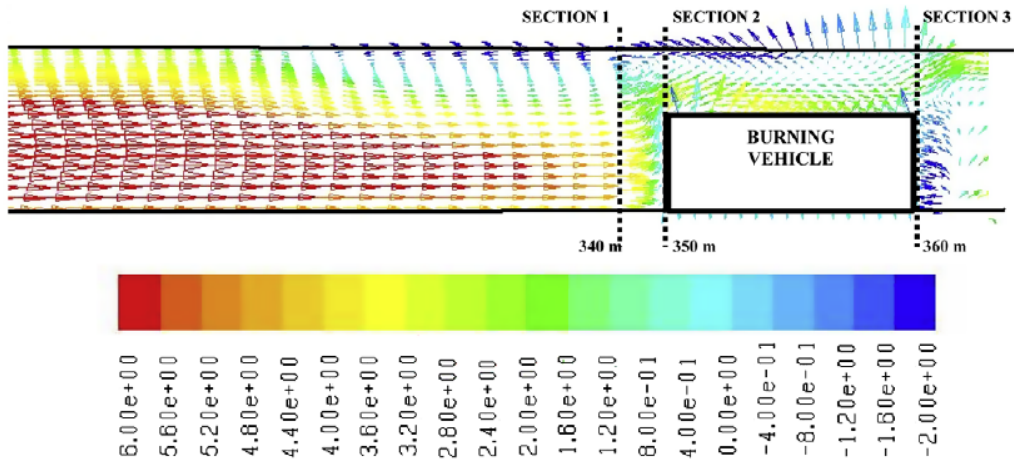 SECTION 1 SECTION 2 SECTION 3
BURNING
VEHICLE
340 m 350 m 360 m
6.00e+00
5.60e+00
5.20e+00
4.80e+00
4.40e+00
4.00e+00
3.60e+00
3.20e+00
2.80e+00
2.40e+00
2.00e+00
1.60e+00
1.20e+00
8.00e-01
4.00e-01
0.00e+00
-4.00e-01
-8.00e-01
-1.20e+00
-1.60e+00
-2.00e+00